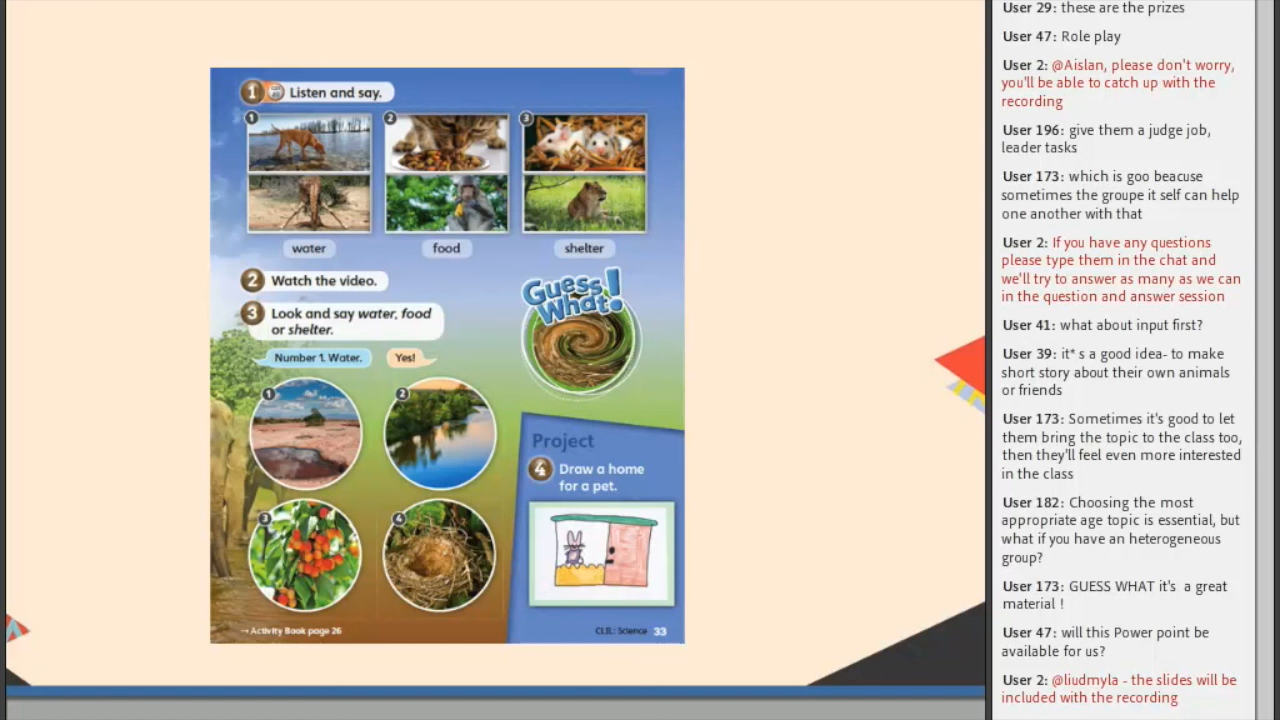 1 Listen and say.
1 2 3
water food shelter
2 Watch the video.
Guess
What!
3 Look and say water, food
or shelter.
Number 1. Water. Yes!
1 2
3 4
Project
4 Draw a home
for a pet.
→ Activity Book page 26
CLIL: Science 33
User 29: these are the prizes
User 47: Role play
User 2: @Aislan, please don't worry,
you'll be able to catch up with the
recording
User 196: give them a judge job,
leader tasks
User 173: which is goo beacuse
sometimes the groupe it self can help
one another with that
User 2: If you have any questions
please type them in the chat and
we'll try to answer as many as we can
in the question and answer session
User 41: what about input first?
User 39: it* s a good idea- to make
short story about their own animals
or friends
User 173: Sometimes it's good to let
them bring the topic to the class too,
then they'll feel even more interested
in the class
User 182: Choosing the most
appropriate age topic is essential, but
what if you have an heterogeneous
group?
User 173: GUESS WHAT it's  a great
material !
User 47: will this Power point be
available for us?
User 2: @liudmyla - the slides will be
included with the recording